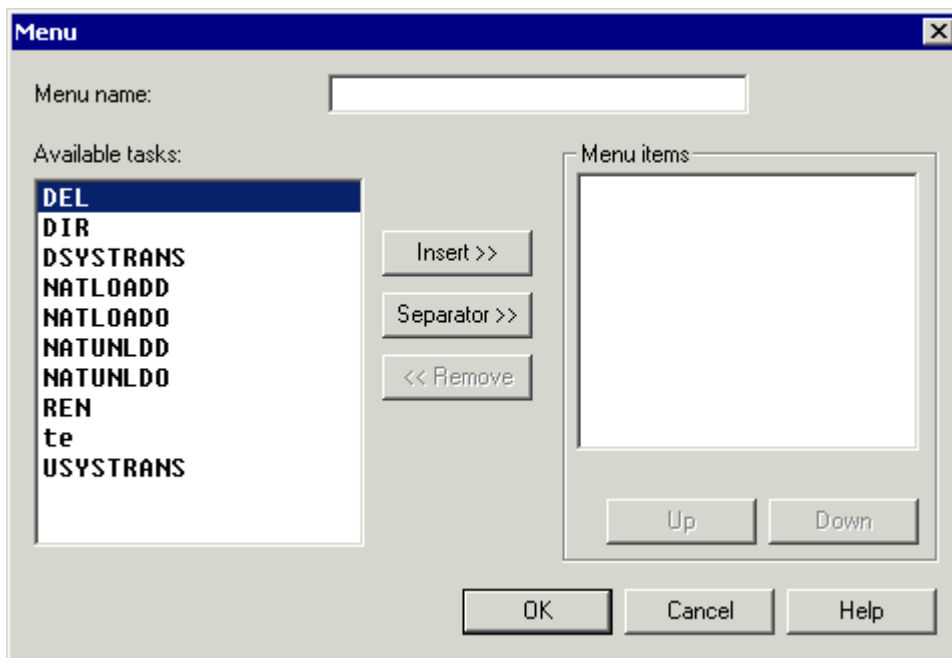 Menu
Menu name:
Available tasks:
DEL
DIR
DSYSTRANS
NATLOADD
NATLOADO
NATUNLDD
NATUNLDO
REN
te
USYSTRANS
Insert >>
Separator >>
<< Remove
Menu items
Up Down
OK Cancel Help